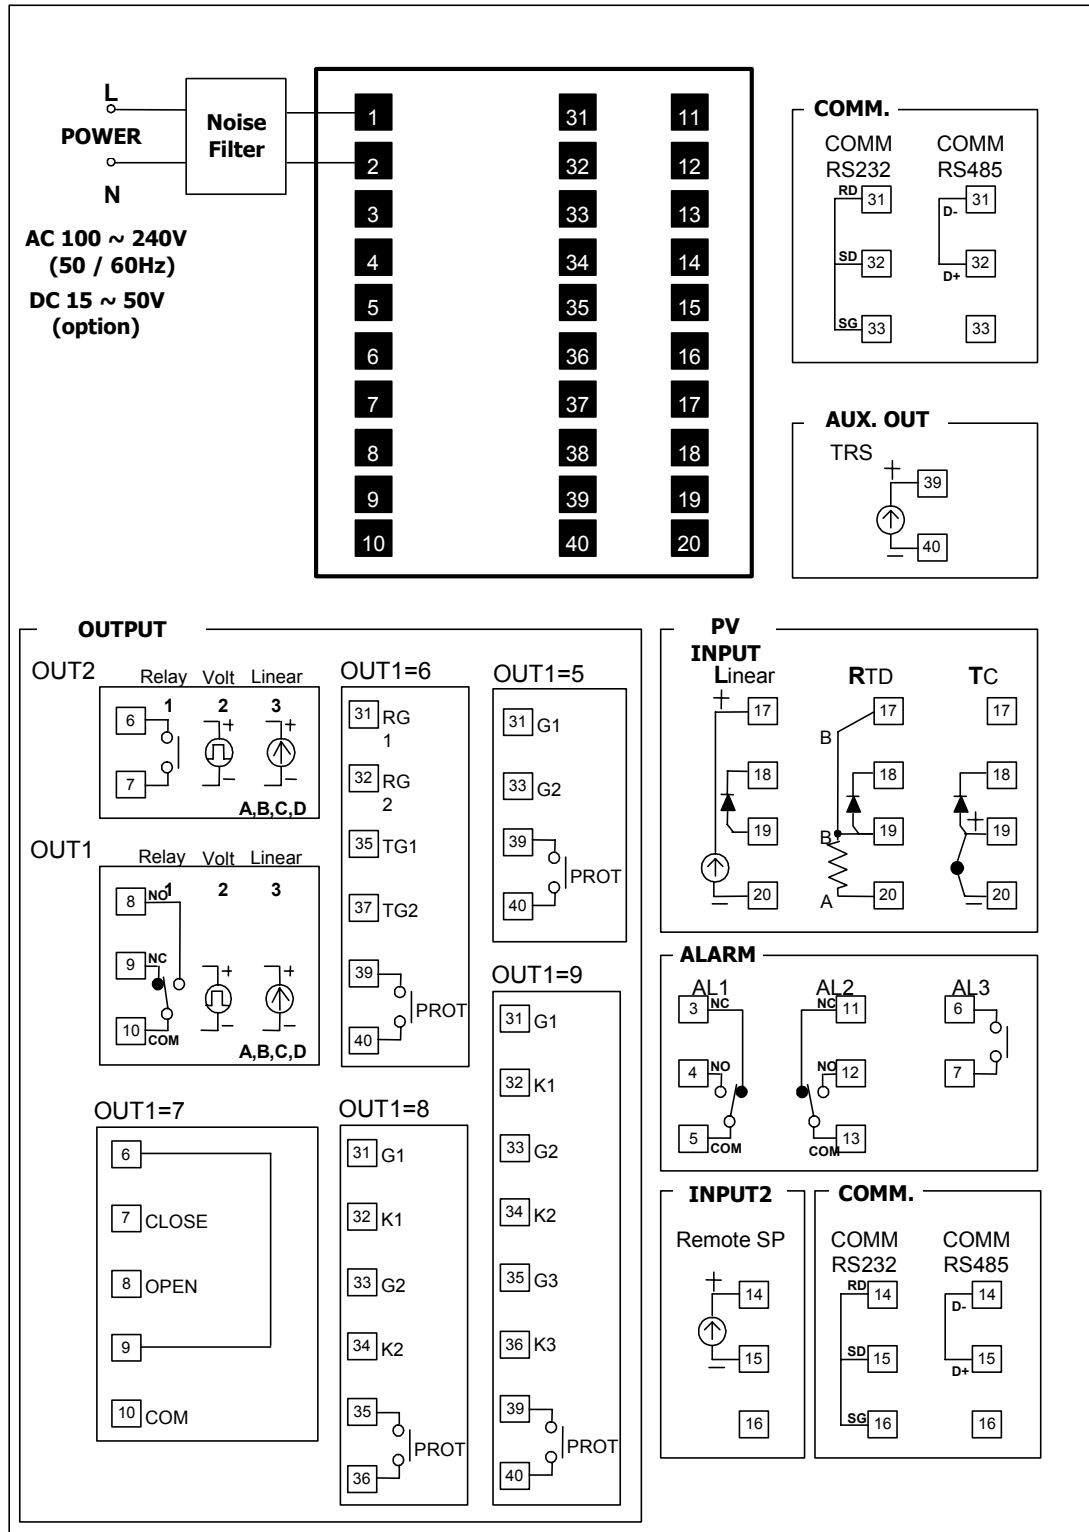 L
POWER
N
Noise
Filter
AC 100 ~ 240V
(50 / 60Hz)
DC 15 ~ 50V
(option)
1 31 11
2 32 12
3 33 13
4 34 14
5 35 15
6 36 16
7 37 17
8 38 18
9 39 19
10 40 20
COMM.
COMM COMM
RS232 RS485
RD 31 D- 31
SD 32 D+ 32
SG 33 33
AUX. OUT
TRS
+ 39
— 40
OUTPUT
OUT2
Relay Volt Linear
1 2 3
6 + +
7 — —
A,B,C,D
OUT1
Relay Volt Linear
8 NO 1 2 3
9 NC + +
10 COM — —
A,B,C,D
OUT1=6
31 RG
1
32 RG
2
35 TG1
37 TG2
39
PROT
40
OUT1=5
31 G1
33 G2
39
PROT
40
OUT1=9
31 G1
32 K1
33 G2
34 K2
35 G3
36 K3
39
PROT
40
OUT1=7
6
7 CLOSE
8 OPEN
9
10 COM
OUT1=8
31 G1
32 K1
33 G2
34 K2
35
PROT
36
PV
INPUT
Linear RTD TC
+ 17 B 17 17
18 18 18
19 B 19 + 19
— 20 A 20 — 20
ALARM
AL1 AL2 AL3
3 NC NC 11 6
4 NO NO 12 7
5 COM COM 13
INPUT2
Remote SP
+ 14
— 15
16
COMM.
COMM COMM
RS232 RS485
RD 14 D- 14
SD 15 D+ 15
SG 16 16